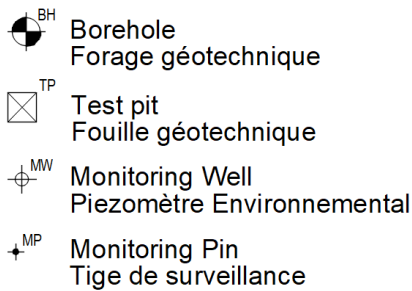 BH
Borehole
Forage géotechnique
TP
Test pit
Fouille géotechnique
MW
Monitoring Well
Piezomètre Environnemental
MP
Monitoring Pin
Tige de surveillance